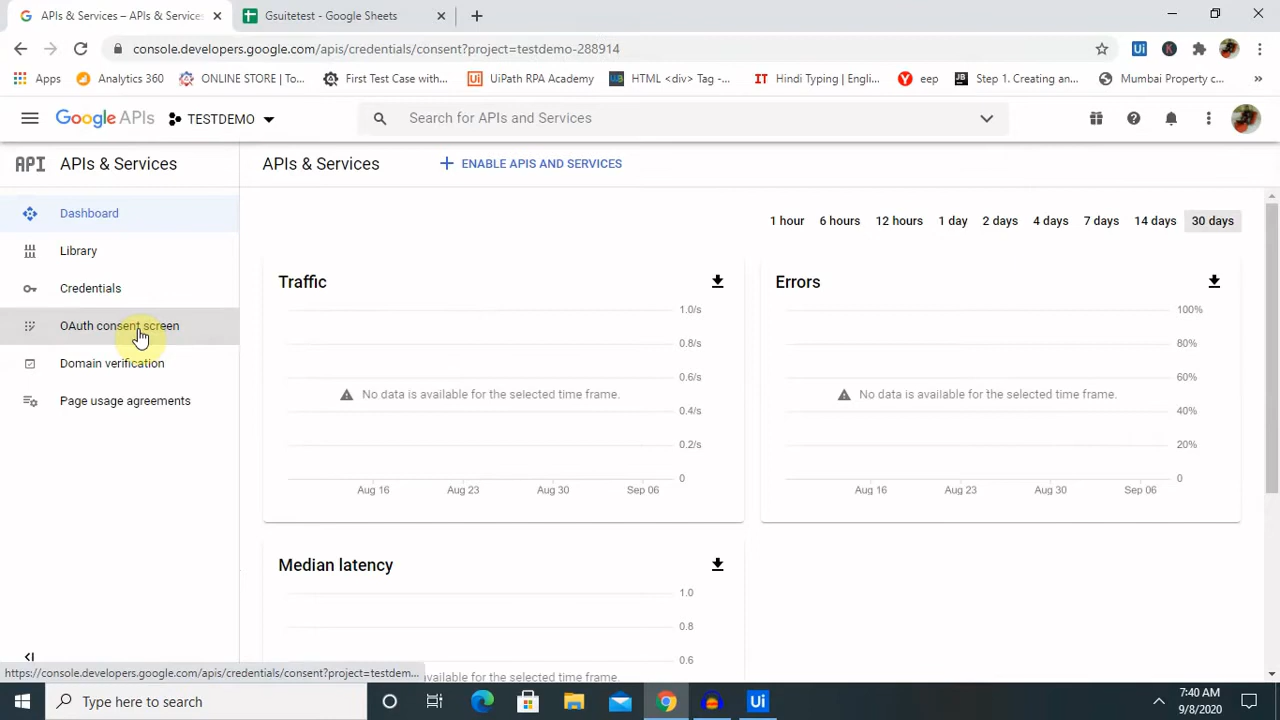 APIs & Services – APIs & Services
Gsuitetest - Google Sheets
console.developers.google.com/apis/credentials/consent?project=testdemo-288914
Apps
Analytics 360
ONLINE STORE | To...
First Test Case with...
UiPath RPA Academy
HTML <div> Tag -...
Hindi Typing | Engli...
eep
Step 1. Creating an...
Mumbai Property c...
»
Google APIs
TESTDEMO
Search for APIs and Services
API APIs & Services
APIs & Services
+ ENABLE APIS AND SERVICES
Dashboard
Library
Credentials
OAuth consent screen
Domain verification
Page usage agreements
1 hour
6 hours
12 hours
1 day
2 days
4 days
7 days
14 days
30 days
Traffic
1.0/s
0.8/s
0.6/s
No data is available for the selected time frame.
0.4/s
0.2/s
0
Aug 16
Aug 23
Aug 30
Sep 06
Errors
100%
80%
60%
No data is available for the selected time frame.
40%
20%
0
Aug 16
Aug 23
Aug 30
Sep 06
Median latency
1.0
0.8
0.6
available for the selected time frame.
https://console.developers.google.com/apis/credentials/consent?project=testdem...
Type here to search
Ui
7:40 AM
9/8/2020